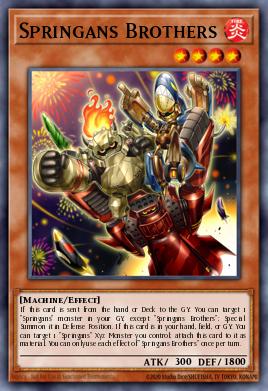 SPRINGANS BROTHERS
炎
[MACHINE/EFFECT]
If this card is sent from the hand or Deck to the GY: You can target 1
"Springans" monster in your GY, except "Springans Brothers"; Special
Summon it in Defense Position. If this card is in your hand, field, or GY: You
can target 1 "Springans" Xyz Monster you control; attach this card to it as
material. You can only use each effect of "Springans Brothers" once per turn.
ATK/ 300 DEF/1800
©2020 Studio Dice/SHUEISHA, TV TOKYO, KONAMI